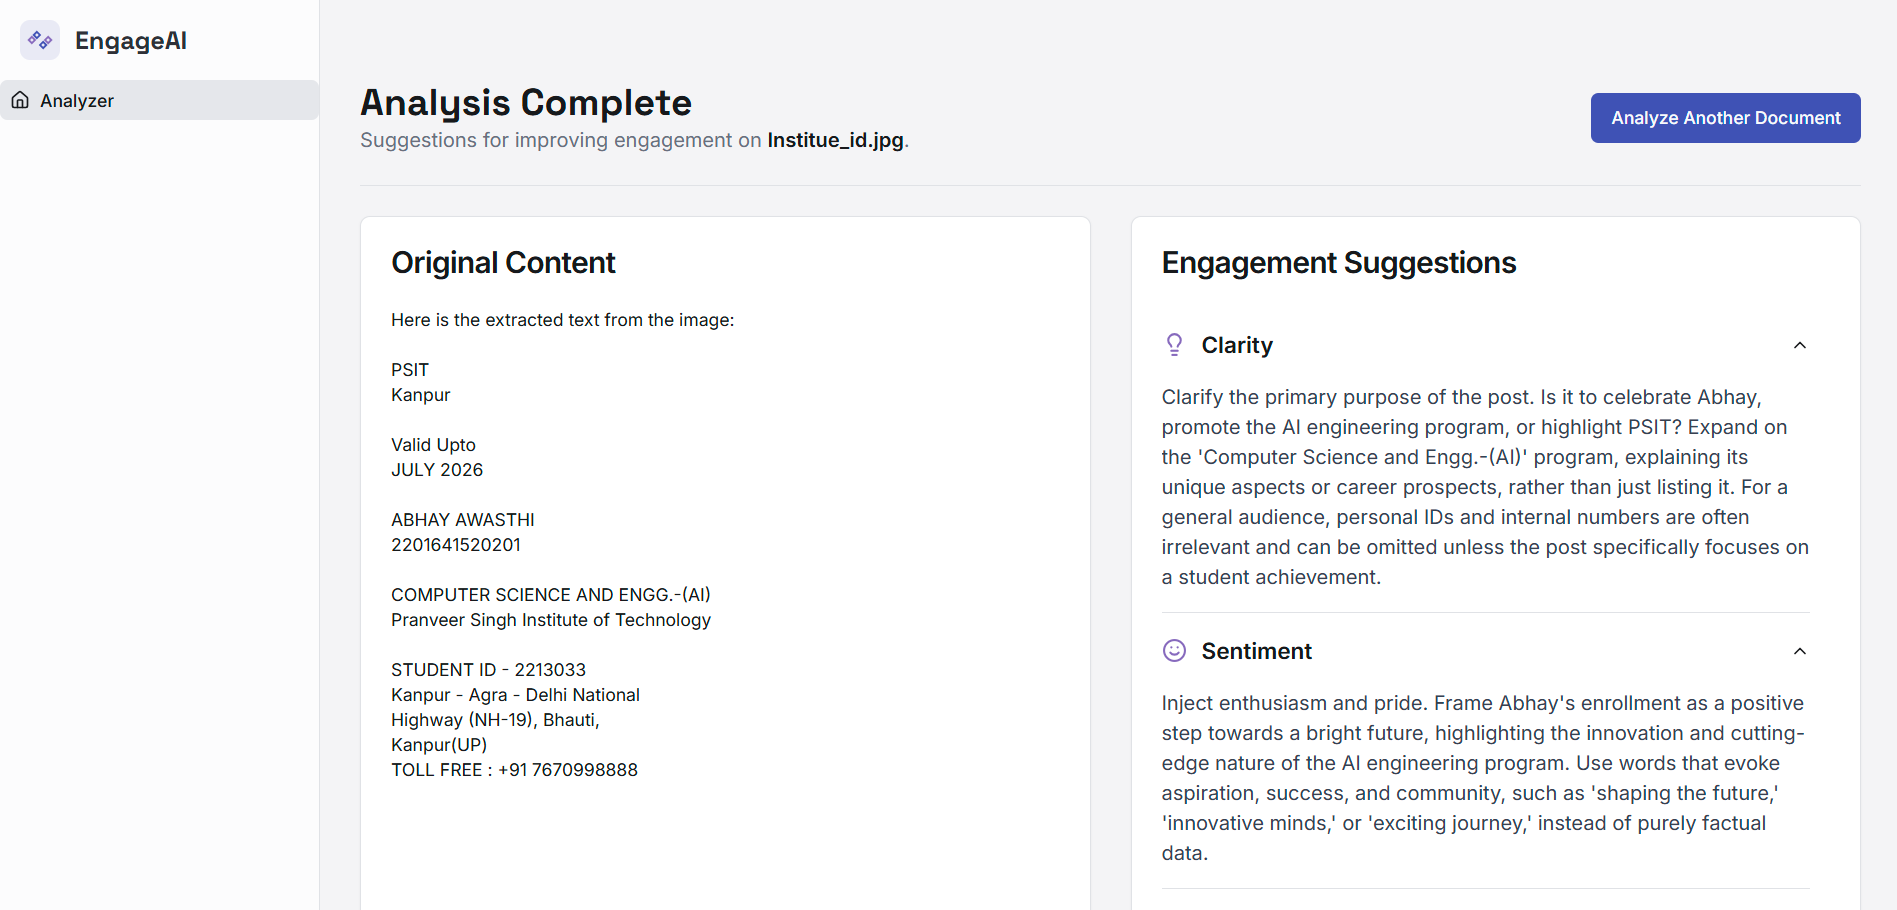 EngageAI
Analyzer
Analysis Complete
Suggestions for improving engagement on Institue_id.jpg.
Analyze Another Document
Original Content
Here is the extracted text from the image:
PSIT
Kanpur
Valid Upto
JULY 2026
ABHAY AWASTHI
2201641520201
COMPUTER SCIENCE AND ENGG.-(AI)
Pranveer Singh Institute of Technology
STUDENT ID - 2213033
Kanpur - Agra - Delhi National
Highway (NH-19), Bhauti,
Kanpur(UP)
TOLL FREE : +91 7670998888
Engagement Suggestions
Clarity
Clarify the primary purpose of the post. Is it to celebrate Abhay,
promote the AI engineering program, or highlight PSIT? Expand on
the 'Computer Science and Engg.-(AI)' program, explaining its
unique aspects or career prospects, rather than just listing it. For a
general audience, personal IDs and internal numbers are often
irrelevant and can be omitted unless the post specifically focuses on
a student achievement.
Sentiment
Inject enthusiasm and pride. Frame Abhay's enrollment as a positive
step towards a bright future, highlighting the innovation and cutting-
edge nature of the AI engineering program. Use words that evoke
aspiration, success, and community, such as 'shaping the future,'
'innovative minds,' or 'exciting journey,' instead of purely factual
data.